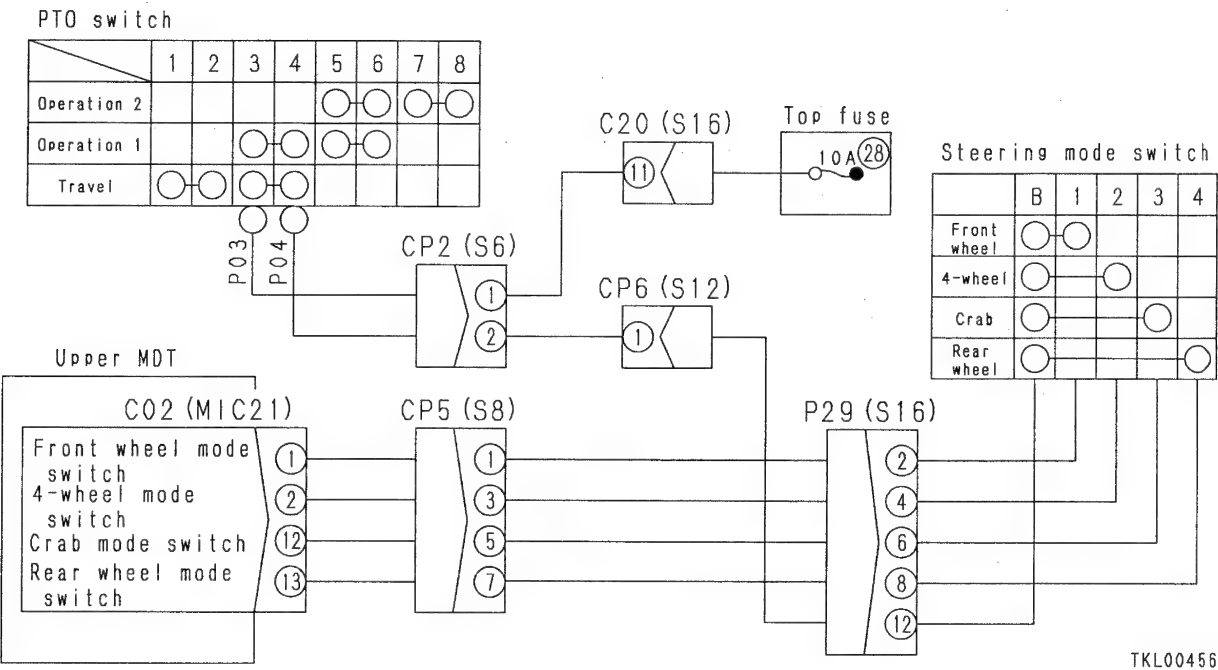 PTO switch
1 2 3 4 5 6 7 8
Operation 2
Operation 1
Travel
P03
P04
CP2 (S6)
1
2
C20 (S16)
11
Top fuse
10A 28
CP6 (S12)
1
Steering mode switch
B 1 2 3 4
Front
wheel
4-wheel
Crab
Rear
wheel
Upper MDT
C02 (MIC21)
Front wheel mode
switch
4-wheel mode
switch
Crab mode switch
Rear wheel mode
switch
1
2
12
13
CP5 (S8)
1
3
5
7
P29 (S16)
2
4
6
8
12
TKL00456